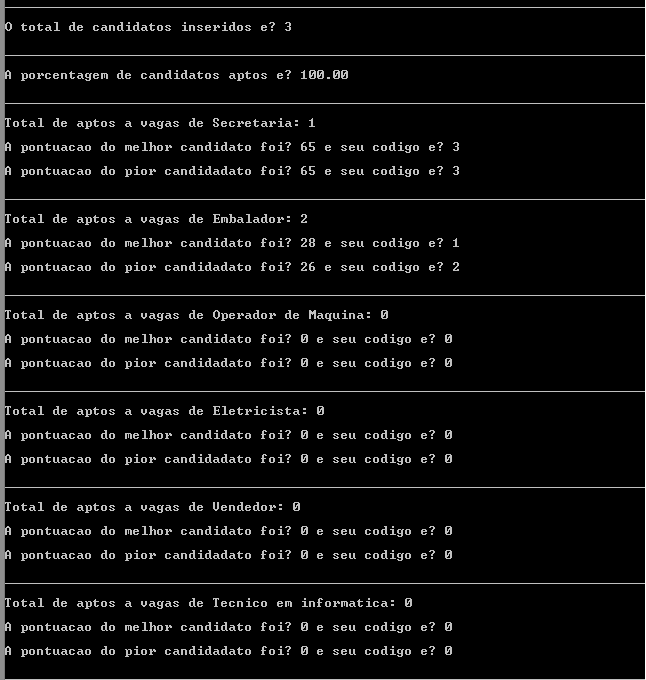 O total de candidatos inseridos e? 3
A porcentagem de candidatos aptos e? 100.00
Total de aptos a vagas de Secretaria: 1
A pontuacao do melhor candidato foi? 65 e seu codigo e? 3
A pontuacao do pior candidadato foi? 65 e seu codigo e? 3
Total de aptos a vagas de Embalador: 2
A pontuacao do melhor candidato foi? 28 e seu codigo e? 1
A pontuacao do pior candidadato foi? 26 e seu codigo e? 2
Total de aptos a vagas de Operador de Maquina: 0
A pontuacao do melhor candidato foi? 0 e seu codigo e? 0
A pontuacao do pior candidadato foi? 0 e seu codigo e? 0
Total de aptos a vagas de Eletricista: 0
A pontuacao do melhor candidato foi? 0 e seu codigo e? 0
A pontuacao do pior candidadato foi? 0 e seu codigo e? 0
Total de aptos a vagas de Vendedor: 0
A pontuacao do melhor candidato foi? 0 e seu codigo e? 0
A pontuacao do pior candidadato foi? 0 e seu codigo e? 0
Total de aptos a vagas de Tecnico em informatica: 0
A pontuacao do melhor candidato foi? 0 e seu codigo e? 0
A pontuacao do pior candidadato foi? 0 e seu codigo e? 0